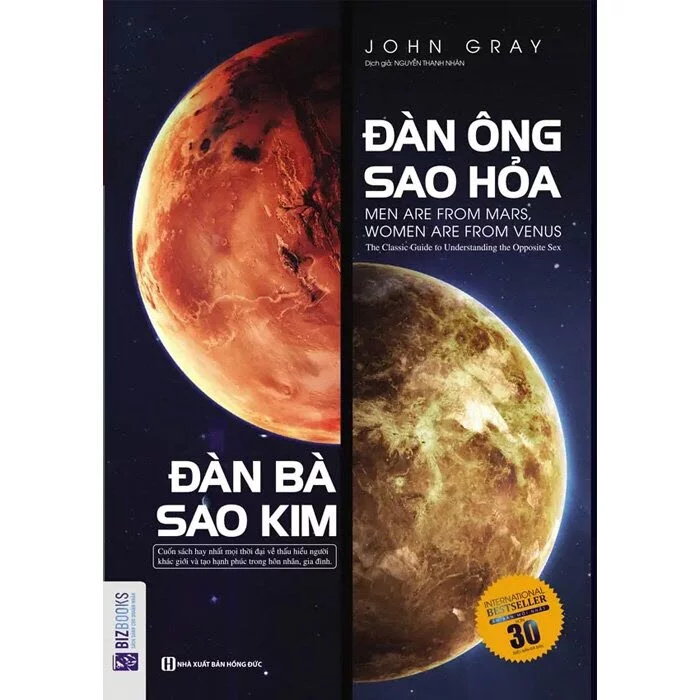 JOHN GRAY
Dịch giả: NGUYỄN THANH NHÀN
ĐÀN ÔNG
SAO HỎA
MEN ARE FROM MARS,
WOMEN ARE FROM VENUS
The Classic Guide to Understanding the Opposite Sex
ĐÀN BÀ
SAO KIM
Cuốn sách hay nhất mọi thời đại về thấu hiểu người
khác giới và tạo hạnh phúc trong hôn nhân, gia đình.
INTERNATIONAL
BESTSELLER
30
BIZBOOKS
NHÀ XUẤT BẢN HỒNG ĐỨC